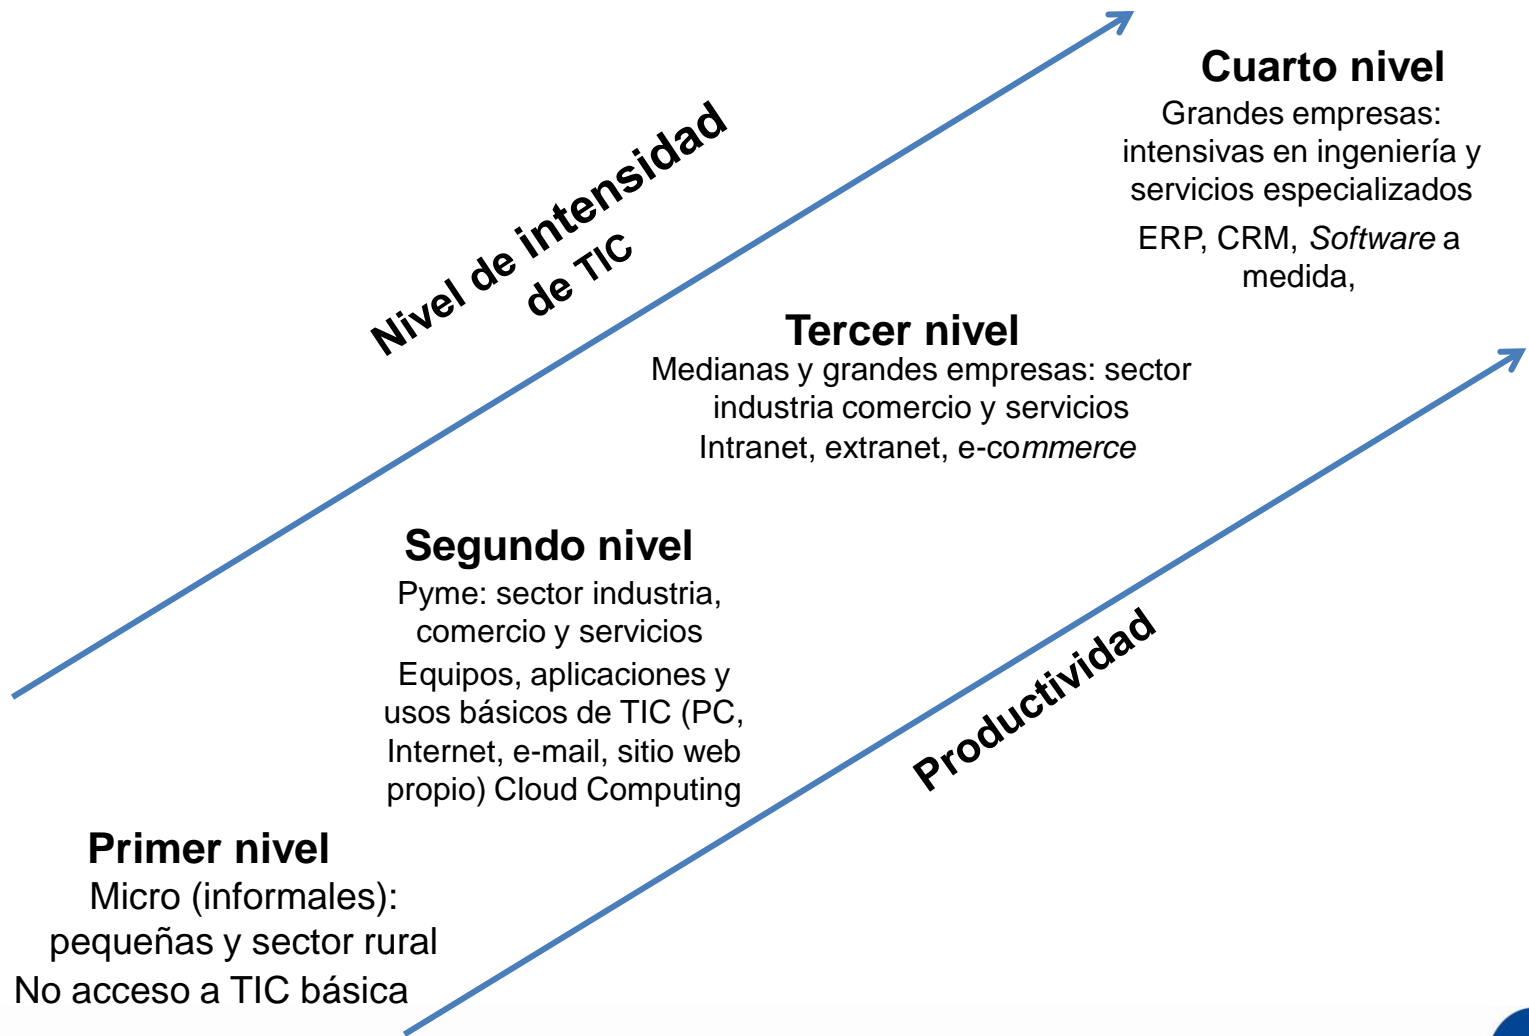 Cuarto nivel
Grandes empresas:
intensivas en ingeniería y
servicios especializados
ERP, CRM, Software a
medida,
Nivel de intensidad
de TIC
Tercer nivel
Medianas y grandes empresas: sector
industria comercio y servicios
Intranet, extranet, e-commerce
Segundo nivel
Pyme: sector industria,
comercio y servicios
Equipos, aplicaciones y
usos básicos de TIC (PC,
Internet, e-mail, sitio web
propio) Cloud Computing
Productividad
Primer nivel
Micro (informales):
pequeñas y sector rural
No acceso a TIC básica